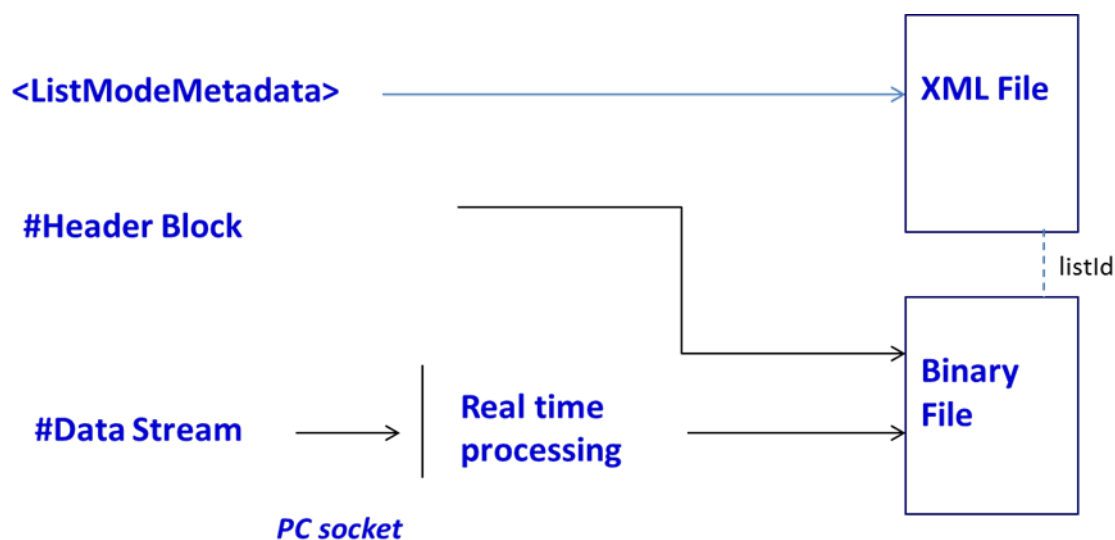 <ListModeMetadata>
XML File
#Header Block
listId
Binary
File
#Data Stream
Real time
processing
PC socket